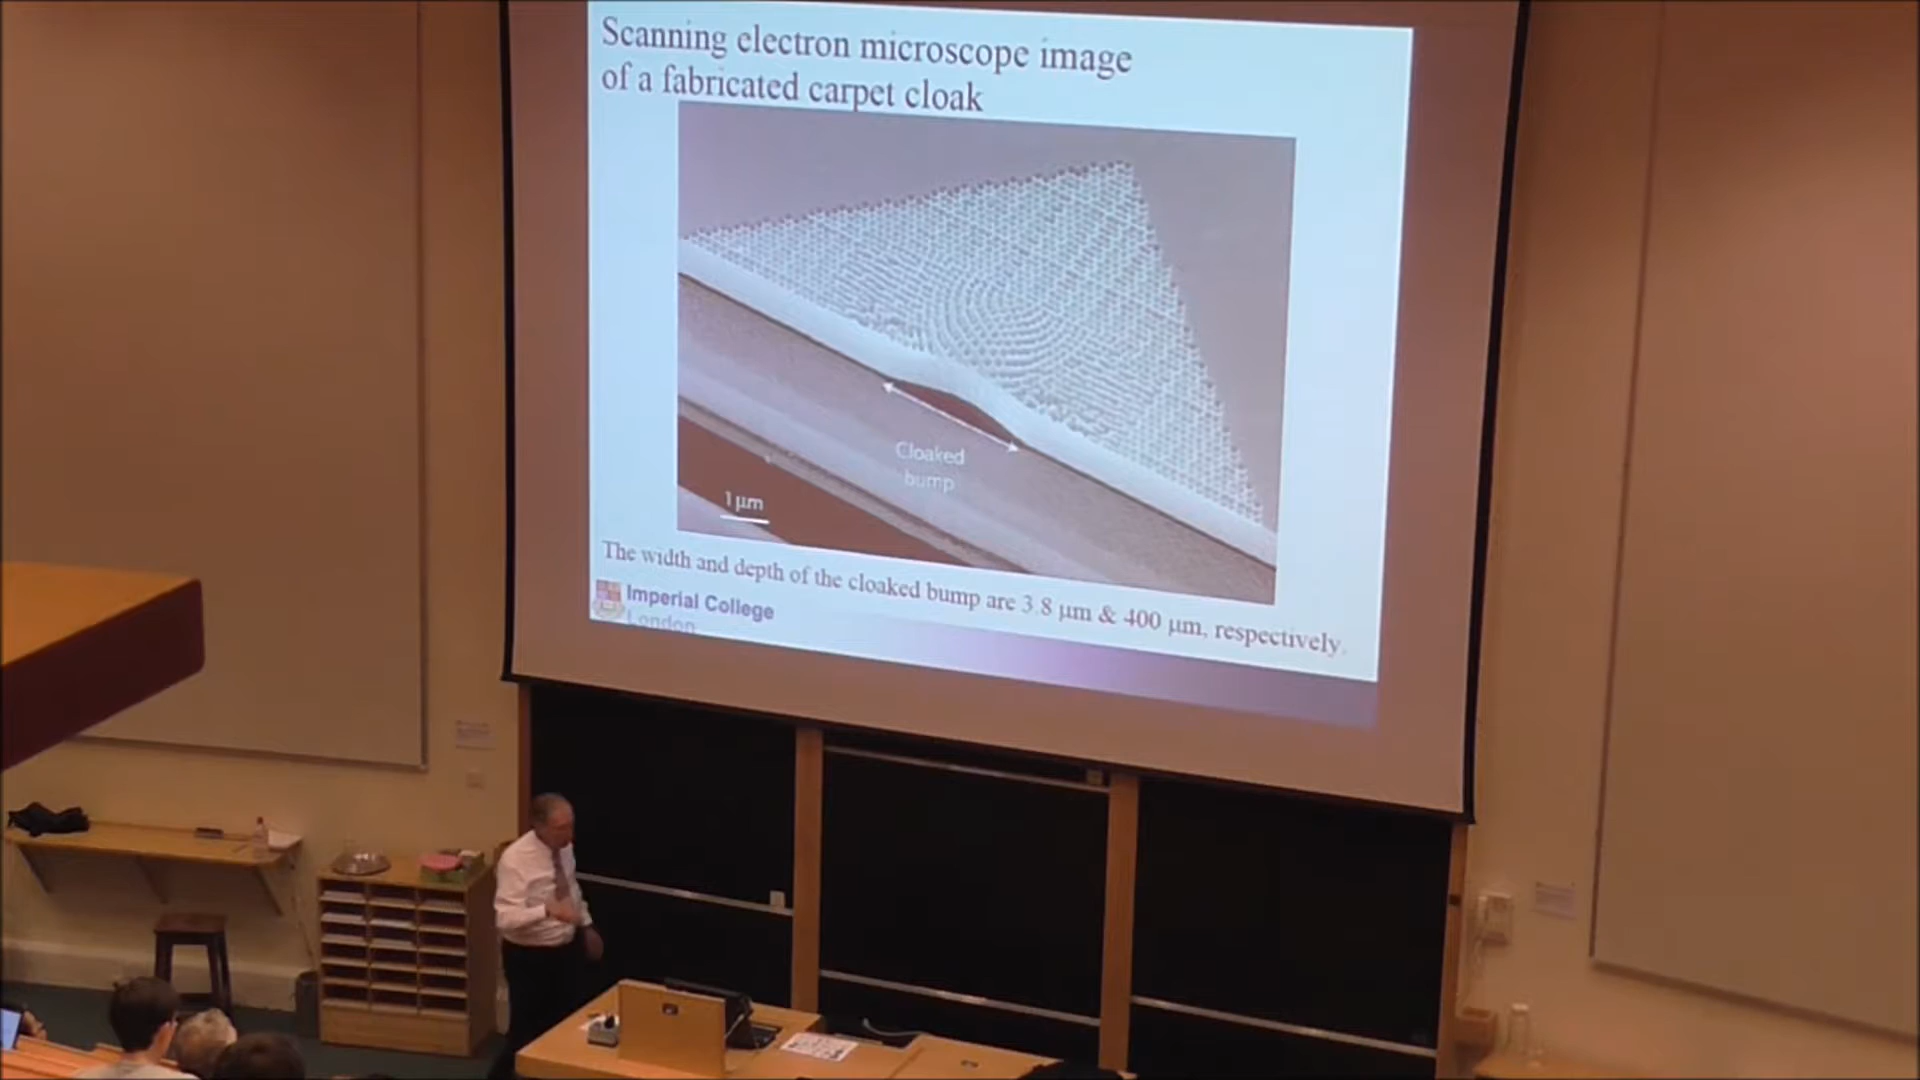 Scanning electron microscope image
of a fabricated carpet cloak
Cloaked
bump
1 μm
The width and depth of the cloaked bump are 3.8 μm & 400 μm, respectively.
Imperial College
London